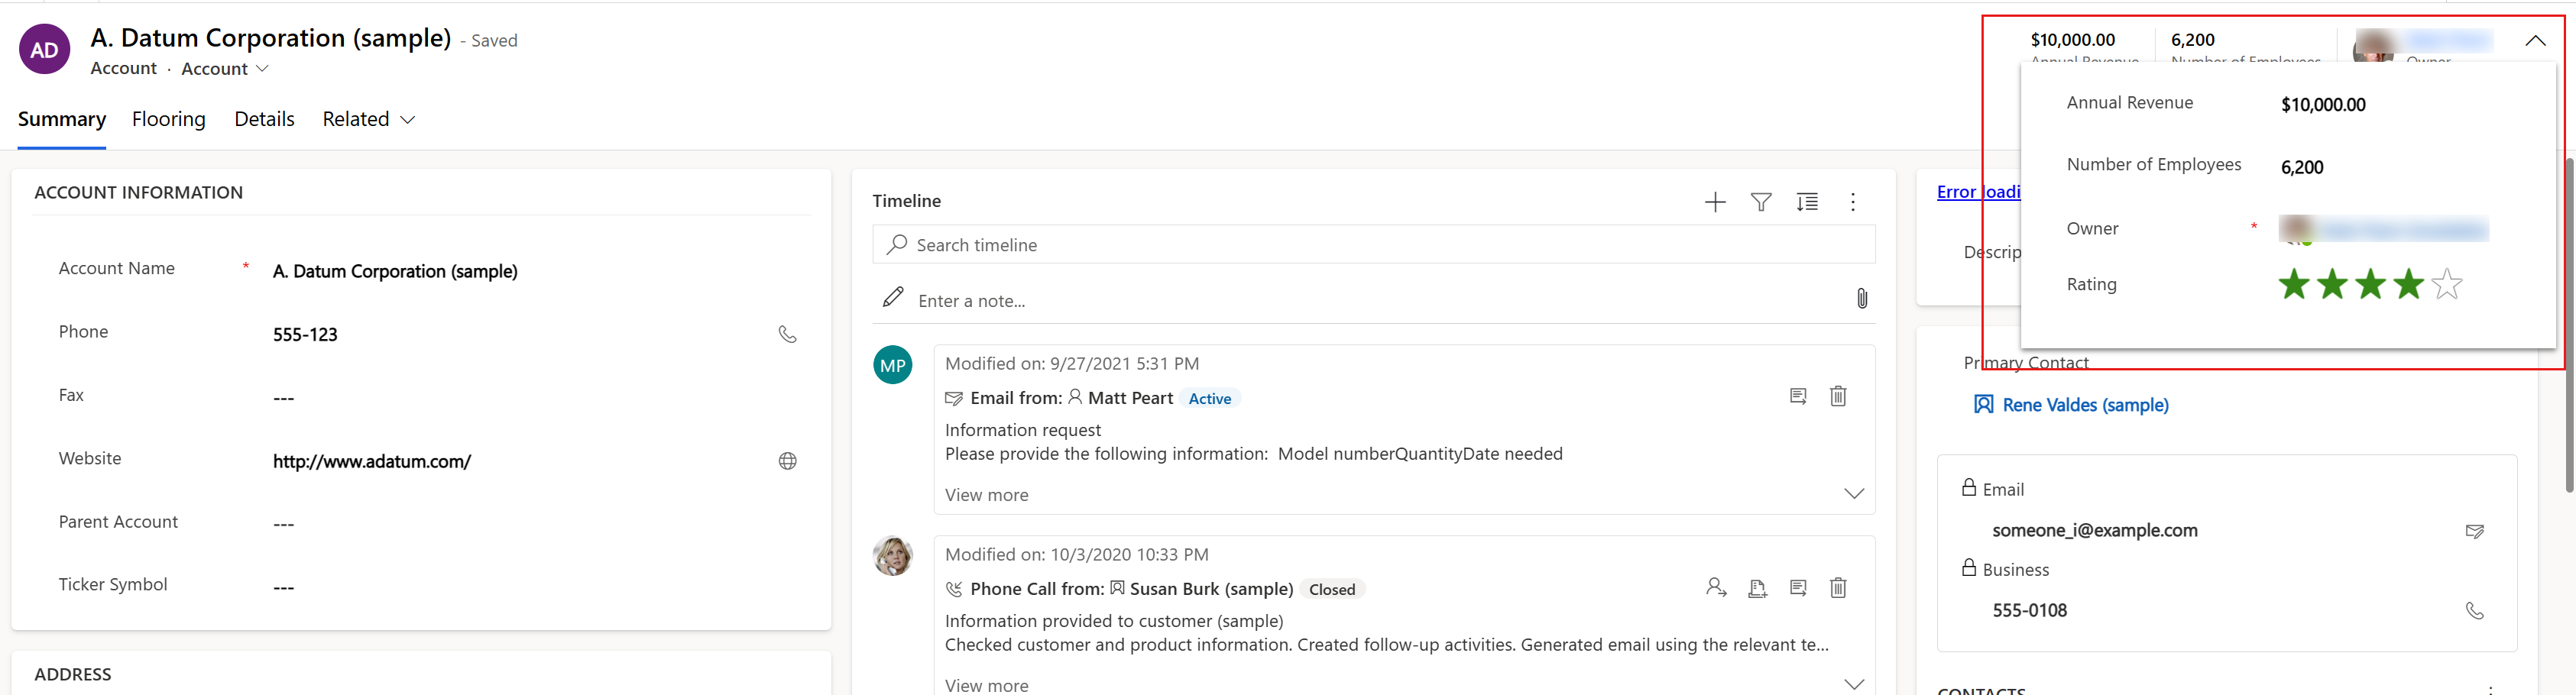 AD
A. Datum Corporation (sample) - Saved
Account · Account
$10,000.00
Annual Revenue
6,200
Number of Employees
Owner
Summary Flooring Details Related
Annual Revenue $10,000.00
Number of Employees 6,200
Owner *
Rating
ACCOUNT INFORMATION
Account Name * A. Datum Corporation (sample)
Phone 555-123
Fax ---
Website http://www.adatum.com/
Parent Account ---
Ticker Symbol ---
ADDRESS
Timeline
Search timeline
Enter a note...
MP
Modified on: 9/27/2021 5:31 PM
Email from: Matt Peart Active
Information request
Please provide the following information: Model numberQuantityDate needed
View more
Modified on: 10/3/2020 10:33 PM
Phone Call from: Susan Burk (sample) Closed
Information provided to customer (sample)
Checked customer and product information. Created follow-up activities. Generated email using the relevant te...
View more
Error loadi
Descrip
Primary Contact
Rene Valdes (sample)
Email
someone_i@example.com
Business
555-0108
CONTACTS